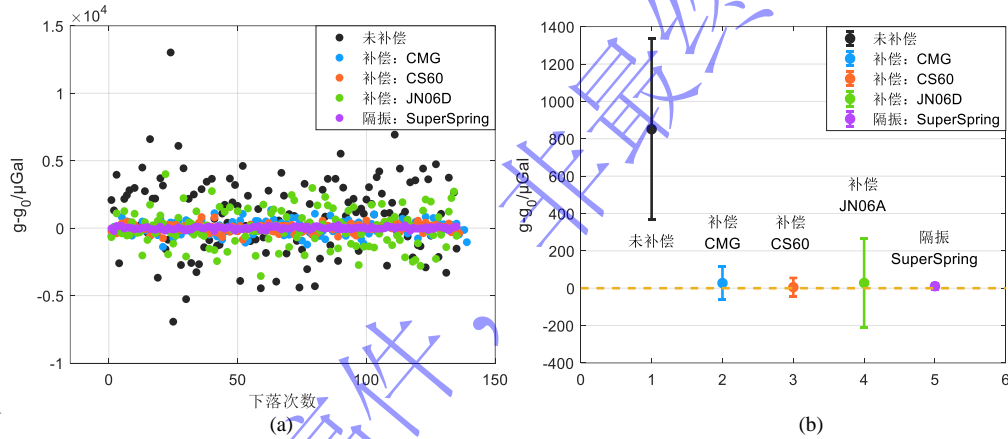 ×10⁴
1.5
1
0.5
0
-0.5
-1
g-g₀/μGal
0
50
100
150
下落次数
未补偿
补偿：CMG
补偿：CS60
补偿：JN06D
隔振：SuperSpring
(a)
1400
1200
1000
800
600
400
200
0
-200
-400
g-g₀/μGal
0
1
2
3
4
5
6
未补偿
补偿：CMG
补偿：CS60
补偿：JN06D
隔振：SuperSpring
未补偿
补偿
CMG
补偿
CS60
补偿
JN06A
隔振
SuperSpring
(b)